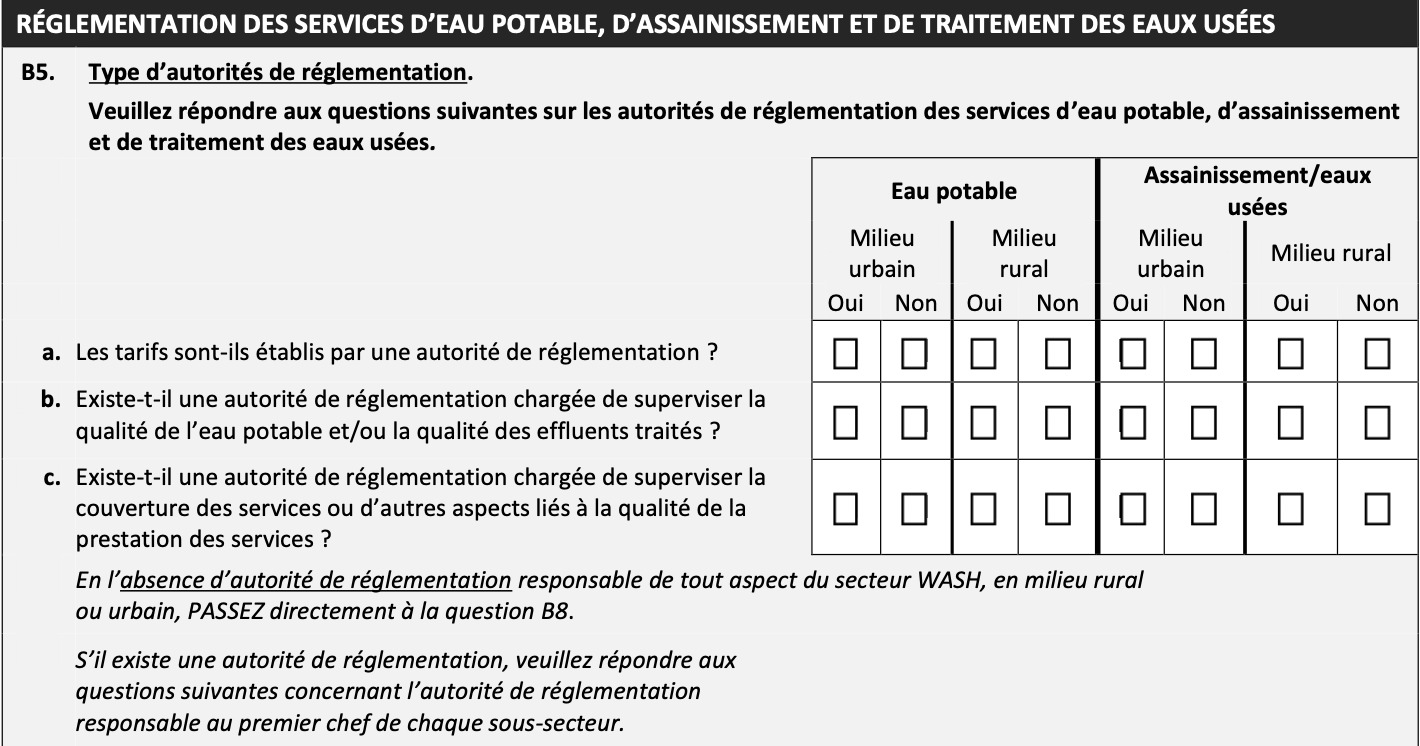 RÉGLEMENTATION DES SERVICES D’EAU POTABLE, D’ASSAINISSEMENT ET DE TRAITEMENT DES EAUX USÉES
B5. Type d’autorités de réglementation.
Veuillez répondre aux questions suivantes sur les autorités de réglementation des services d’eau potable, d’assainissement
et de traitement des eaux usées.
Eau potable
Assainissement/eaux
usées
Milieu
urbain
Milieu
rural
Milieu
urbain
Milieu rural
Oui Non Oui Non Oui Non Oui Non
a. Les tarifs sont-ils établis par une autorité de réglementation ?
b. Existe-t-il une autorité de réglementation chargée de superviser la
qualité de l’eau potable et/ou la qualité des effluents traités ?
c. Existe-t-il une autorité de réglementation chargée de superviser la
couverture des services ou d’autres aspects liés à la qualité de la
prestation des services ?
En l’absence d’autorité de réglementation responsable de tout aspect du secteur WASH, en milieu rural
ou urbain, PASSEZ directement à la question B8.
S’il existe une autorité de réglementation, veuillez répondre aux
questions suivantes concernant l’autorité de réglementation
responsable au premier chef de chaque sous-secteur.